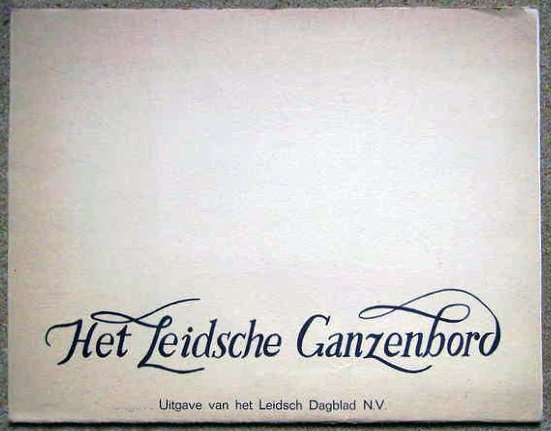 Het Leidsche Ganzenbord
Uitgave van het Leidsch Dagblad N.V.